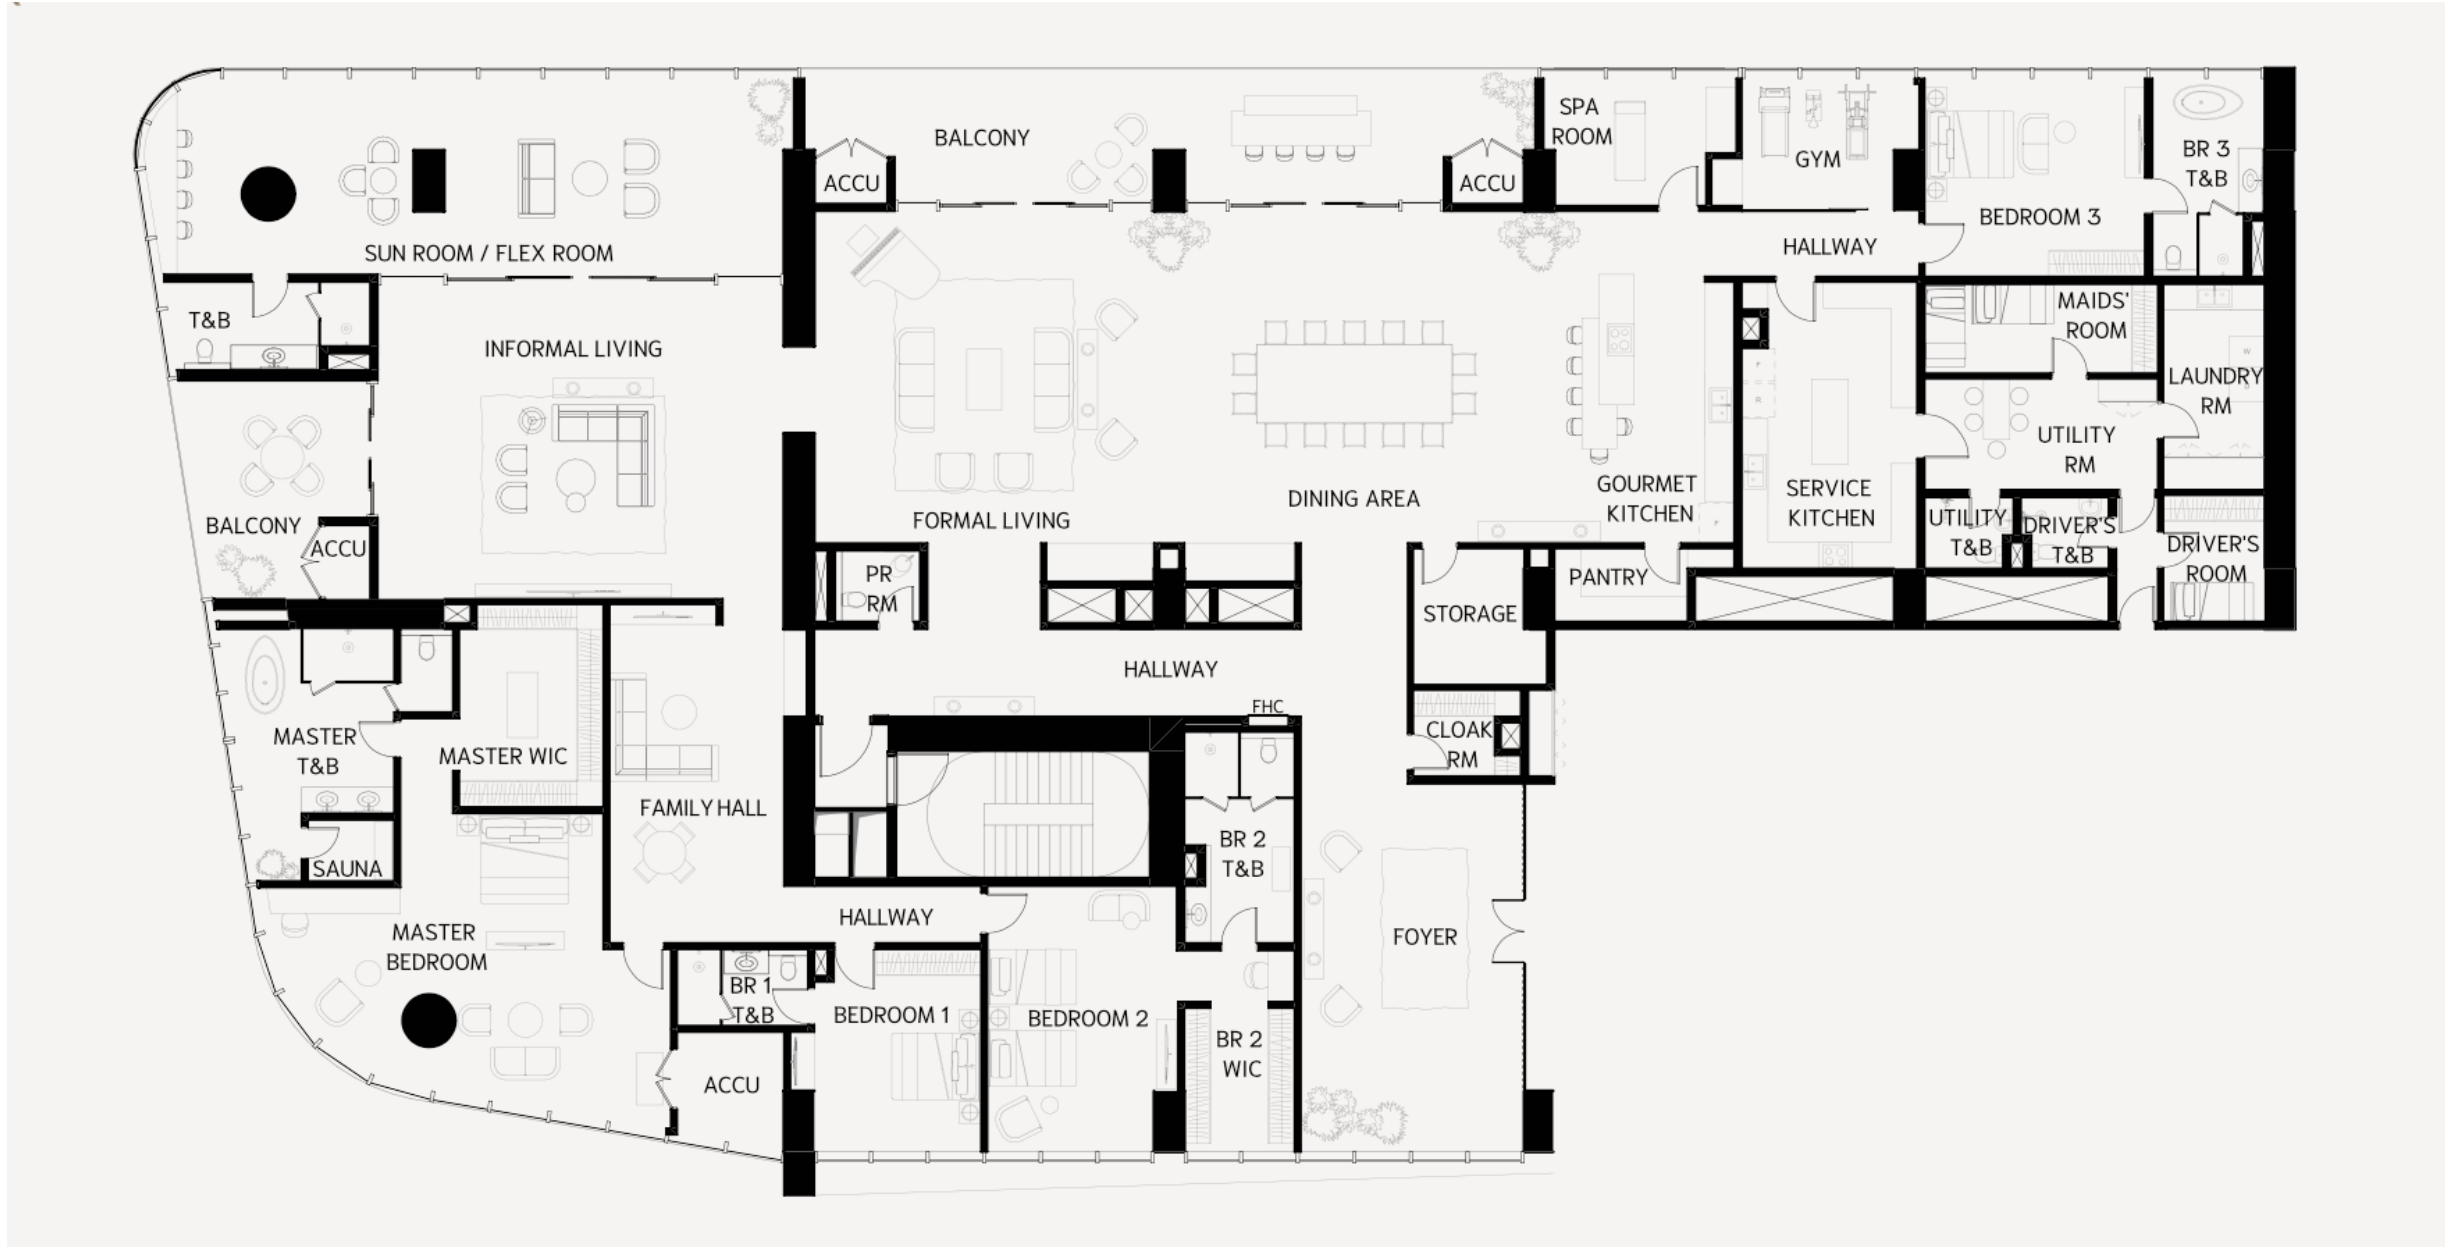 SPA
ROOM
BALCONY
GYM
BR 3
T&B
ACCU
ACCU
BEDROOM 3
SUN ROOM / FLEX ROOM
HALLWAY
T&B
MAIDS'
ROOM
INFORMAL LIVING
LAUNDRY
RM
W
F
R
UTILITY
RM
GOURMET
KITCHEN
SERVICE
KITCHEN
DINING AREA
FORMAL LIVING
F
BALCONY
ACCU
UTILITY
T&B
DRIVER'S
T&B
DRIVER'S
ROOM
PR
RM
PANTRY
STORAGE
HALLWAY
FHC
CLOAK
RM
MASTER
T&B
MASTER WIC
FAMILY HALL
SAUNA
BR 2
T&B
HALLWAY
FOYER
MASTER
BEDROOM
BR 1
T&B
BEDROOM 1
BEDROOM 2
BR 2
WIC
ACCU